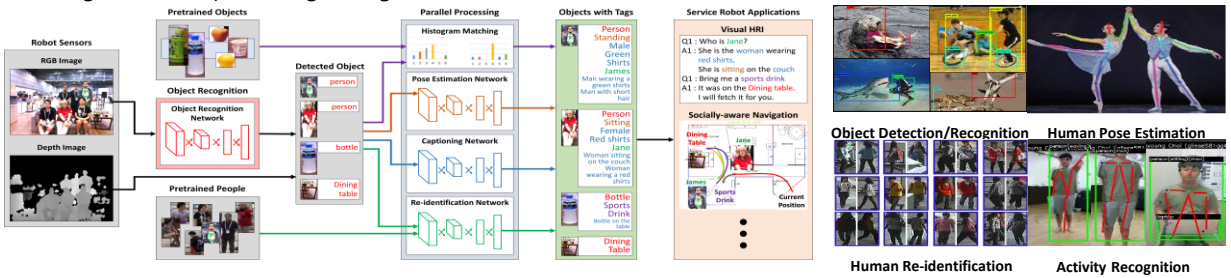 Robot Sensors
RGB Image
Depth Image
Pretrained Objects
Object Recognition
Object Recognition
Network
Pretrained People
Detected Object
person
person
bottle
Dining
table
Parallel Processing
Histogram Matching
Pose Estimation Network
Captioning Network
Re-identification Network
Objects with Tags
Person
Standing
Male
Green
Shirts
James
Man wearing a
green shirts
Man with short
hair
Person
Sitting
Female
Red shirts
Jane
Woman sitting
on the couch
Woman
wearing a red
shirts
Bottle
Sports
Drink
Bottle on the
table
Dining
Table
Service Robot Applications
Visual HRI
Q1 : Who is Jane?
A1 : She is the woman wearing
red shirts.
She is sitting on the couch
Q1 : Bring me a sports drink
A1 : It was on the Dining table.
I will fetch it for you.
Socially-aware Navigation
Dining
Table
Jane
James
Sports
Drink
Current
Position
Object Detection/Recognition
Human Pose Estimation
Human Re-identification
Activity Recognition